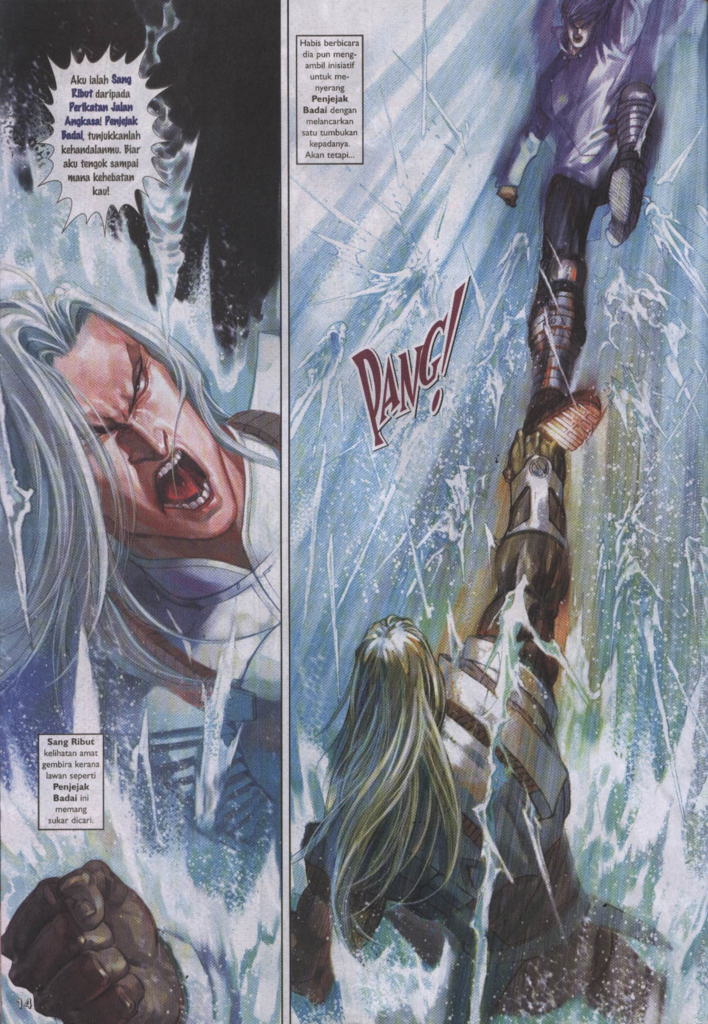 Aku ialah Sang
Ribut daripada
Perikatan Jalan
Angkasa! Penjejak
Badai, tunjukkanlah
kehandalanmu. Biar
aku tengok sampai
mana kehebatan
kau!
Sang Ribut
kelihatan amat
gembira kerana
lawan seperti
Penjejak
Badai ini
memang
sukar dicari.
14
Habis berbicara
dia pun meng-
ambil inisiatif
untuk me-
nyerang
Penjejak
Badai dengan
melancarkan
satu tumbukan
kepadanya.
Akan tetapi...
PANG!